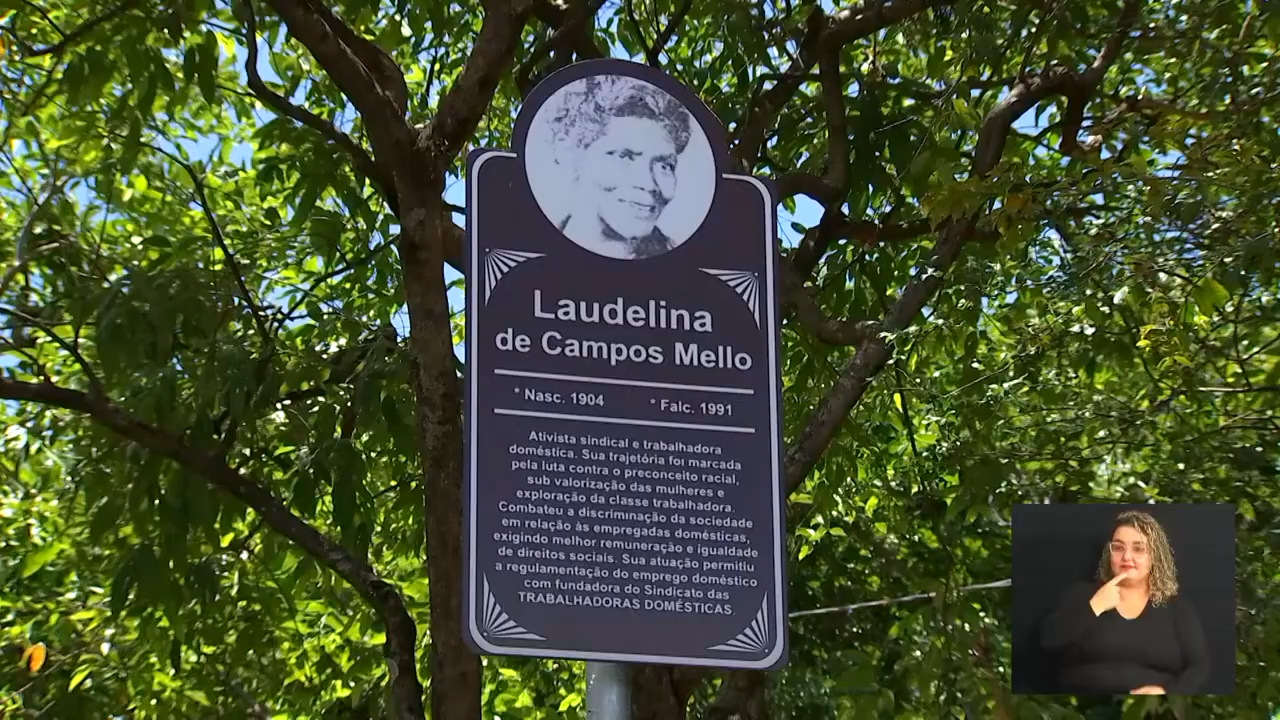 Laudelina
de Campos Mello
* Nasc. 1904 * Falc. 1991
Ativista sindical e trabalhadora
doméstica. Sua trajetória foi marcada
pela luta contra o preconceito racial,
sub valorização das mulheres e
exploração da classe trabalhadora.
Combateu a discriminação da sociedade
em relação às empregadas domésticas,
exigindo melhor remuneração e igualdade
de direitos sociais. Sua atuação permitiu
a regulamentação do emprego doméstico
com fundadora do Sindicato das
TRABALHADORAS DOMÉSTICAS.